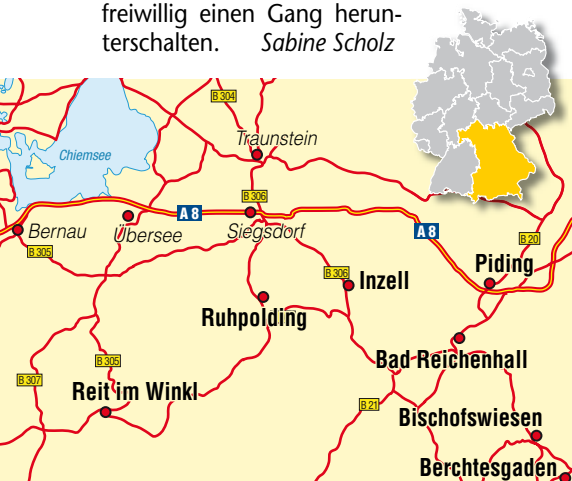 freiwillig einen Gang herun-
terschalten. Sabine Scholz
B 304
Traunstein
Chiemsee
B 306
A 8
Bernau
Übersee
Siegsdorf
A 8
B 20
B 305
Piding
B 306
Inzell
Ruhpolding
Bad Reichenhall
B 305
B 307
Reit im Winkl
B 21
Bischofswiesen
Berchtesgaden